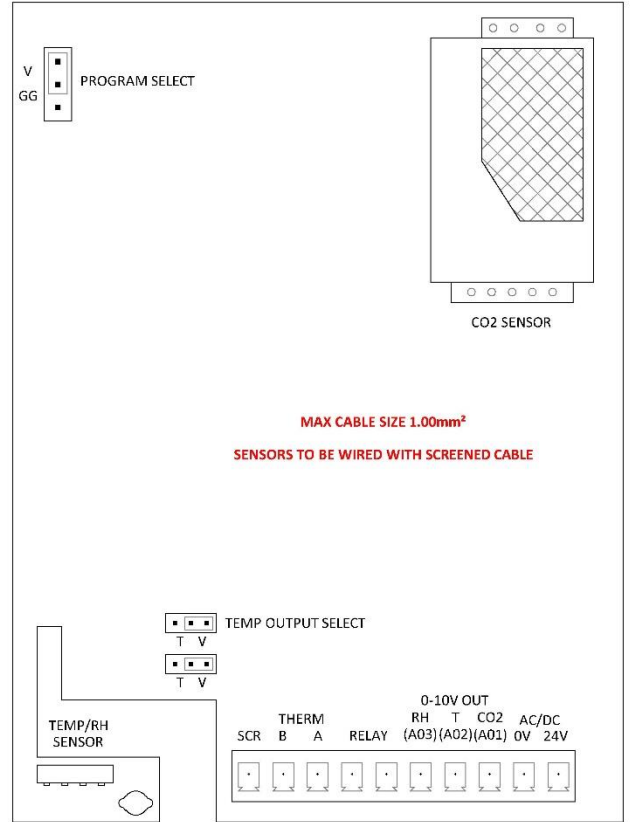 V
GG
PROGRAM SELECT
CO2 SENSOR
MAX CABLE SIZE 1.00mm²
SENSORS TO BE WIRED WITH SCREENED CABLE
TEMP OUTPUT SELECT
T V
T V
TEMP/RH
SENSOR
0-10V OUT
THERM RH T CO2 AC/DC
SCR B A RELAY (A03) (A02) (A01) 0V 24V